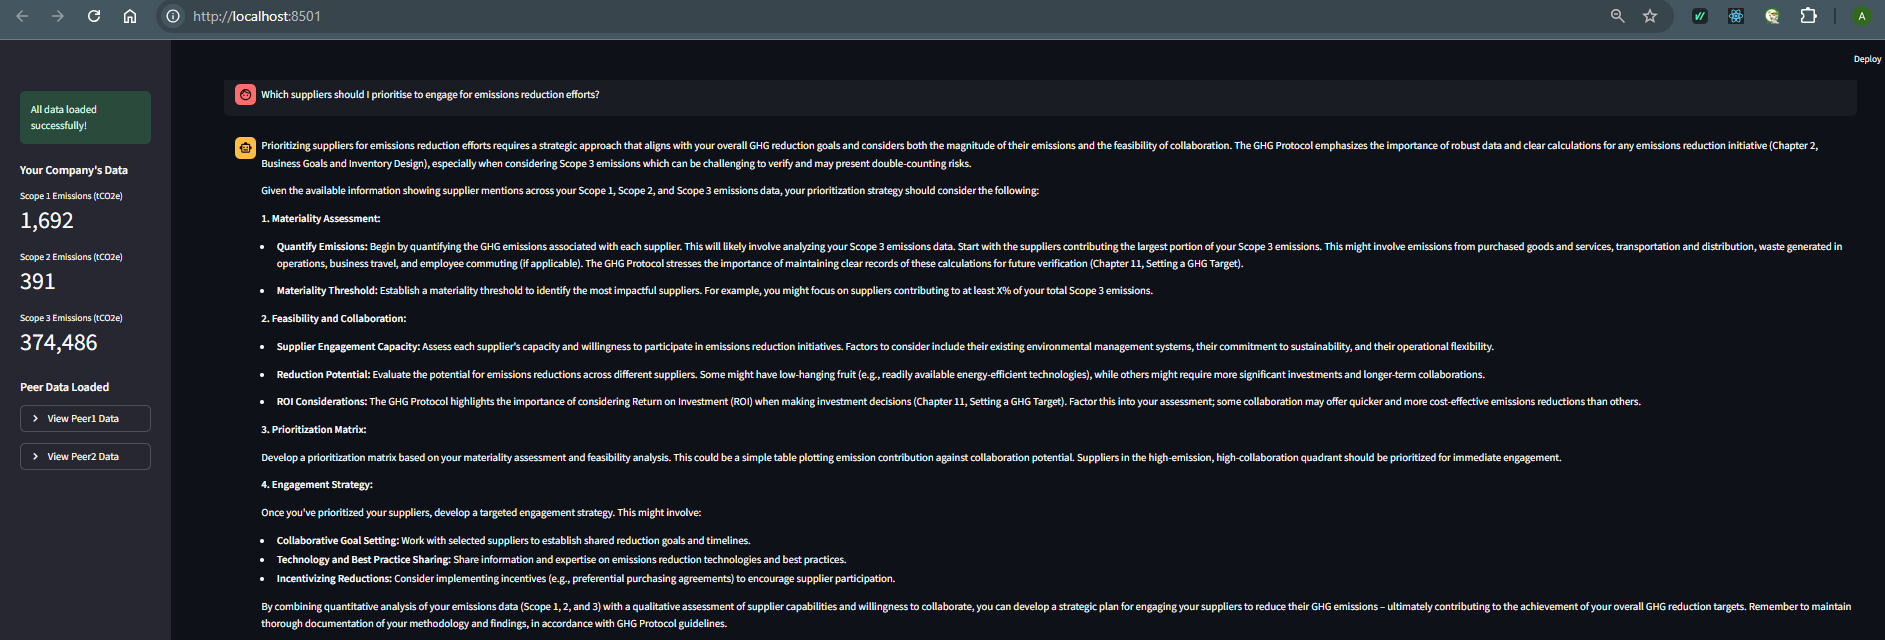 http://localhost:8501
A
Deploy
All data loaded
successfully!
Your Company's Data
Scope 1 Emissions (tCO2e)
1,692
Scope 2 Emissions (tCO2e)
391
Scope 3 Emissions (tCO2e)
374,486
Peer Data Loaded
View Peer1 Data
View Peer2 Data
Which suppliers should I prioritise to engage for emissions reduction efforts?
Prioritizing suppliers for emissions reduction efforts requires a strategic approach that aligns with your overall GHG reduction goals and considers both the magnitude of their emissions and the feasibility of collaboration. The GHG Protocol emphasizes the importance of robust data and clear calculations for any emissions reduction initiative (Chapter 2,
Business Goals and Inventory Design), especially when considering Scope 3 emissions which can be challenging to verify and may present double-counting risks.
Given the available information showing supplier mentions across your Scope 1, Scope 2, and Scope 3 emissions data, your prioritization strategy should consider the following:
1. Materiality Assessment:
• Quantify Emissions: Begin by quantifying the GHG emissions associated with each supplier. This will likely involve analyzing your Scope 3 emissions data. Start with the suppliers contributing the largest portion of your Scope 3 emissions. This might involve emissions from purchased goods and services, transportation and distribution, waste generated in
operations, business travel, and employee commuting (if applicable). The GHG Protocol stresses the importance of maintaining clear records of these calculations for future verification (Chapter 11, Setting a GHG Target).
• Materiality Threshold: Establish a materiality threshold to identify the most impactful suppliers. For example, you might focus on suppliers contributing to at least X% of your total Scope 3 emissions.
2. Feasibility and Collaboration:
• Supplier Engagement Capacity: Assess each supplier's capacity and willingness to participate in emissions reduction initiatives. Factors to consider include their existing environmental management systems, their commitment to sustainability, and their operational flexibility.
• Reduction Potential: Evaluate the potential for emissions reductions across different suppliers. Some might have low-hanging fruit (e.g., readily available energy-efficient technologies), while others might require more significant investments and longer-term collaborations.
• ROI Considerations: The GHG Protocol highlights the importance of considering Return on Investment (ROI) when making investment decisions (Chapter 11, Setting a GHG Target). Factor this into your assessment; some collaboration may offer quicker and more cost-effective emissions reductions than others.
3. Prioritization Matrix:
Develop a prioritization matrix based on your materiality assessment and feasibility analysis. This could be a simple table plotting emission contribution against collaboration potential. Suppliers in the high-emission, high-collaboration quadrant should be prioritized for immediate engagement.
4. Engagement Strategy:
Once you've prioritized your suppliers, develop a targeted engagement strategy. This might involve:
• Collaborative Goal Setting: Work with selected suppliers to establish shared reduction goals and timelines.
• Technology and Best Practice Sharing: Share information and expertise on emissions reduction technologies and best practices.
• Incentivizing Reductions: Consider implementing incentives (e.g., preferential purchasing agreements) to encourage supplier participation.
By combining quantitative analysis of your emissions data (Scope 1, 2, and 3) with a qualitative assessment of supplier capabilities and willingness to collaborate, you can develop a strategic plan for engaging your suppliers to reduce their GHG emissions – ultimately contributing to the achievement of your overall GHG reduction targets. Remember to maintain
thorough documentation of your methodology and findings, in accordance with GHG Protocol guidelines.